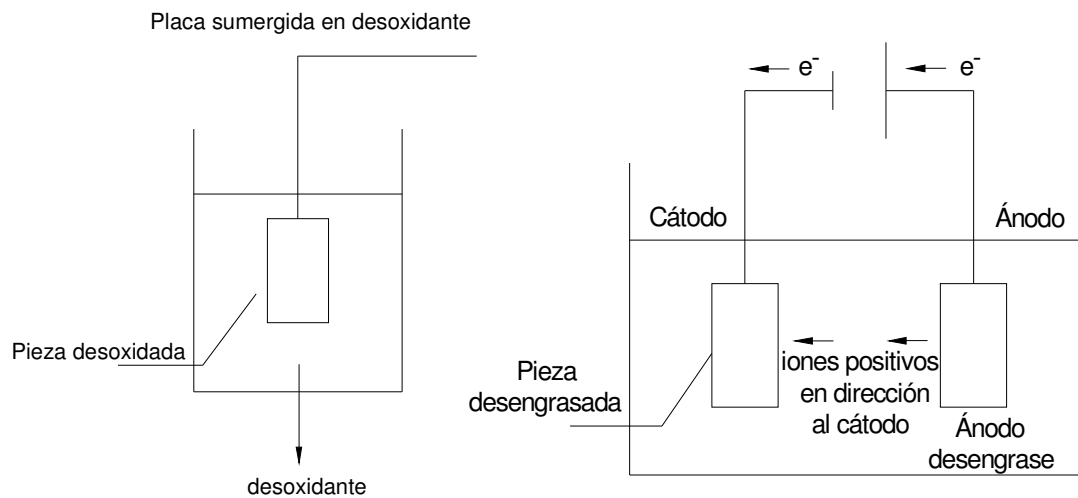 Placa sumergida en desoxidante
Pieza desoxidada
desoxidante
e-
e-
Cátodo
Ánodo
Pieza
desengrasada
iones positivos
en dirección
al cátodo
Ánodo
desengrase